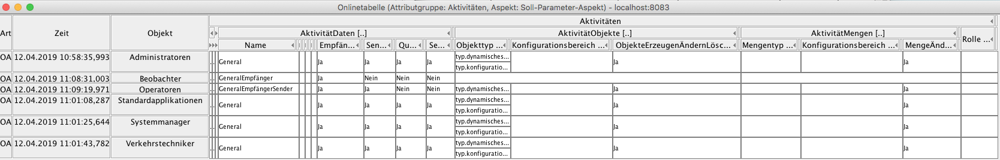 Onlinetabelle (Attributgruppe: Aktivitäten, Aspekt: Soll-Parameter-Aspekt) - localhost:8083
Art Zeit Objekt Aktivitäten
AktivitätDaten [..] AktivitätObjekte [..] AktivitätMengen [..] Rolle ...
Name Empfän... Sen... Qu... Se... Objekttyp ... Konfigurationsbereich ... ObjekteErzeugenÄndernLösc... Mengentyp ... Konfigurationsbereich ... MengeÄnd...
OA 12.04.2019 10:58:35,993 Administratoren .. General Ja Ja Ja Ja typ.dynamisches... Ja Ja
typ.konfiguratio...
OA 12.04.2019 11:08:31,003 Beobachter .. GeneralEmpfänger Ja Nein Nein Nein
OA 12.04.2019 11:09:19,971 Operatoren .. GeneralEmpfängerSender Ja Ja Nein Nein typ.dynamisches... Ja Ja
OA 12.04.2019 11:01:08,287 Standardapplikationen .. General Ja Ja Ja Ja typ.dynamisches... Ja Ja
typ.konfiguratio...
OA 12.04.2019 11:01:25,644 Systemmanager .. General Ja Ja Ja Ja typ.dynamisches... Ja Ja
typ.konfiguratio...
OA 12.04.2019 11:01:43,782 Verkehrstechniker .. General Ja Ja Ja Ja typ.dynamisches... Ja Ja
typ.konfiguratio...